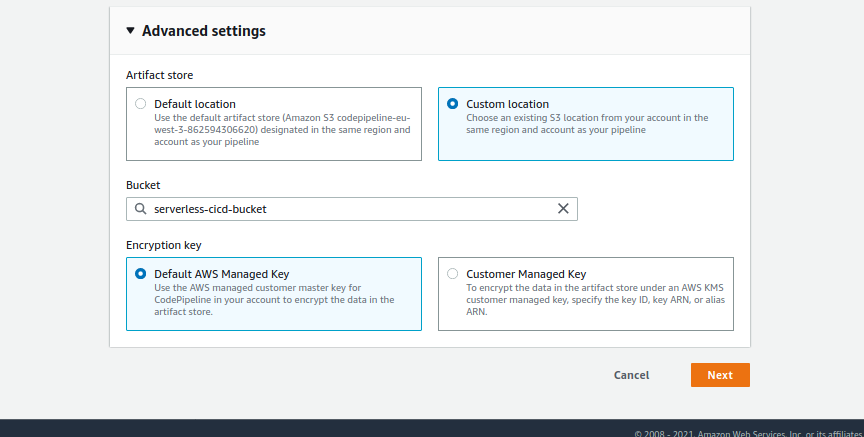 Advanced settings
Artifact store
Default location
Use the default artifact store (Amazon S3 codepipeline-eu-
west-3-862594306620) designated in the same region and
account as your pipeline
Custom location
Choose an existing S3 location from your account in the
same region and account as your pipeline
Bucket
serverless-cicd-bucket
Encryption key
Default AWS Managed Key
Use the AWS managed customer master key for
CodePipeline in your account to encrypt the data in the
artifact store.
Customer Managed Key
To encrypt the data in the artifact store under an AWS KMS
customer managed key, specify the key ID, key ARN, or alias
ARN.
Cancel
Next
© 2008 - 2021, Amazon Web Services, Inc. or its affiliates